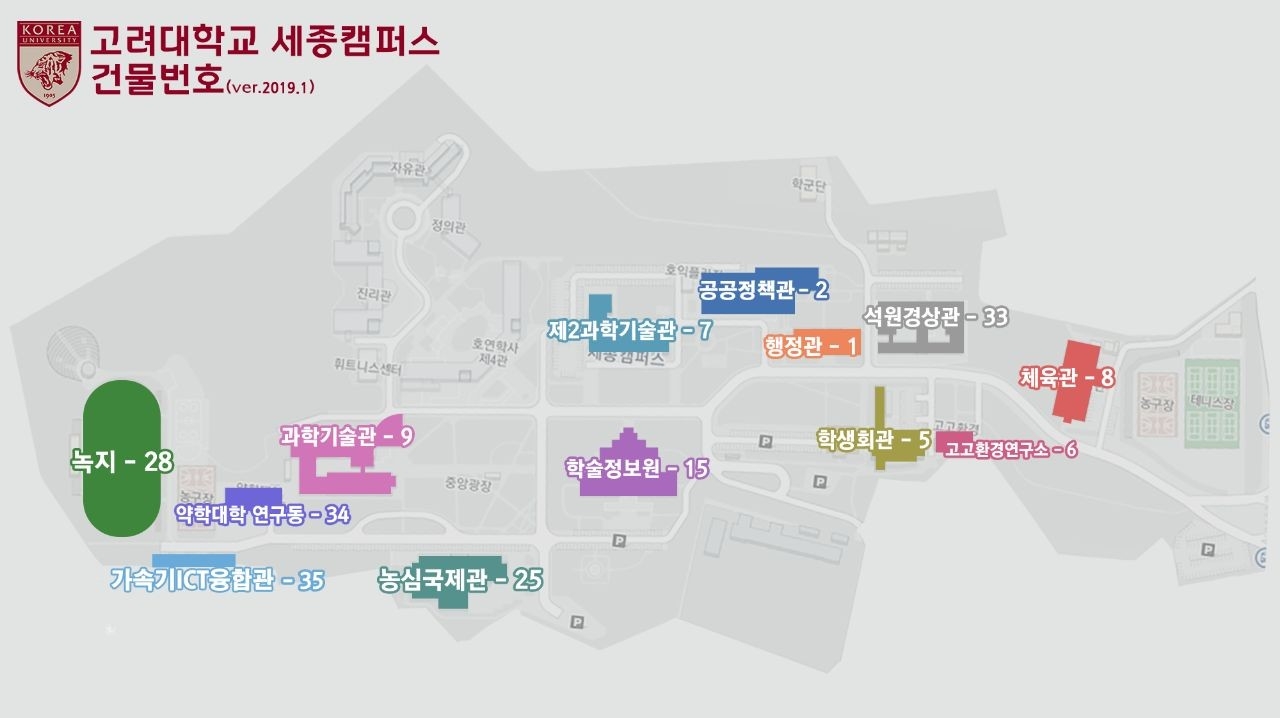 KOREA
UNIVERSITY
1905
고려대학교 세종캠퍼스
건물번호(ver.2019.1)
자유관
학군단
정의관
호익플라자
공공정책관 - 2
진리관
석원경상관 - 33
제2과학기술관 - 7
행정관 - 1
세종캠퍼스
호연학사
제4관
휘트니스센터
체육관 - 8
농구장
테니스장
과학기술관 - 9
고고환경
학생회관 - 5
P
고고환경연구소 - 6
녹지 - 28
학술정보원 - 15
농구장
중앙광장
P
약학대학 연구동 - 34
P
P
가속기ICT융합관 - 35
농심국제관 - 25
P